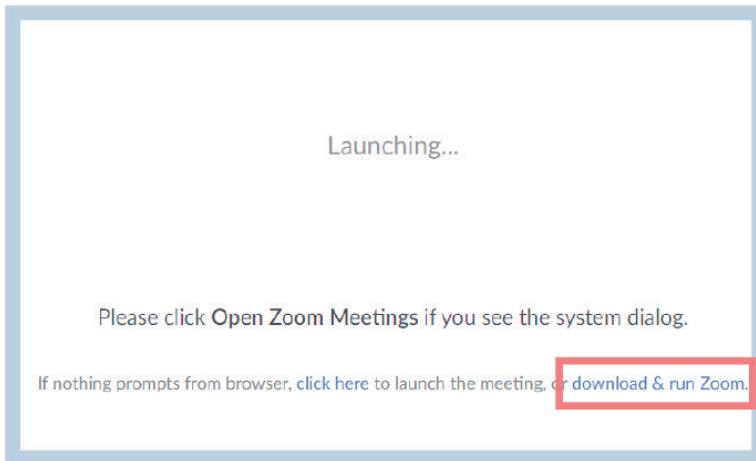 Launching...
Please click Open Zoom Meetings if you see the system dialog.
If nothing prompts from browser, click here to launch the meeting, or download & run Zoom.